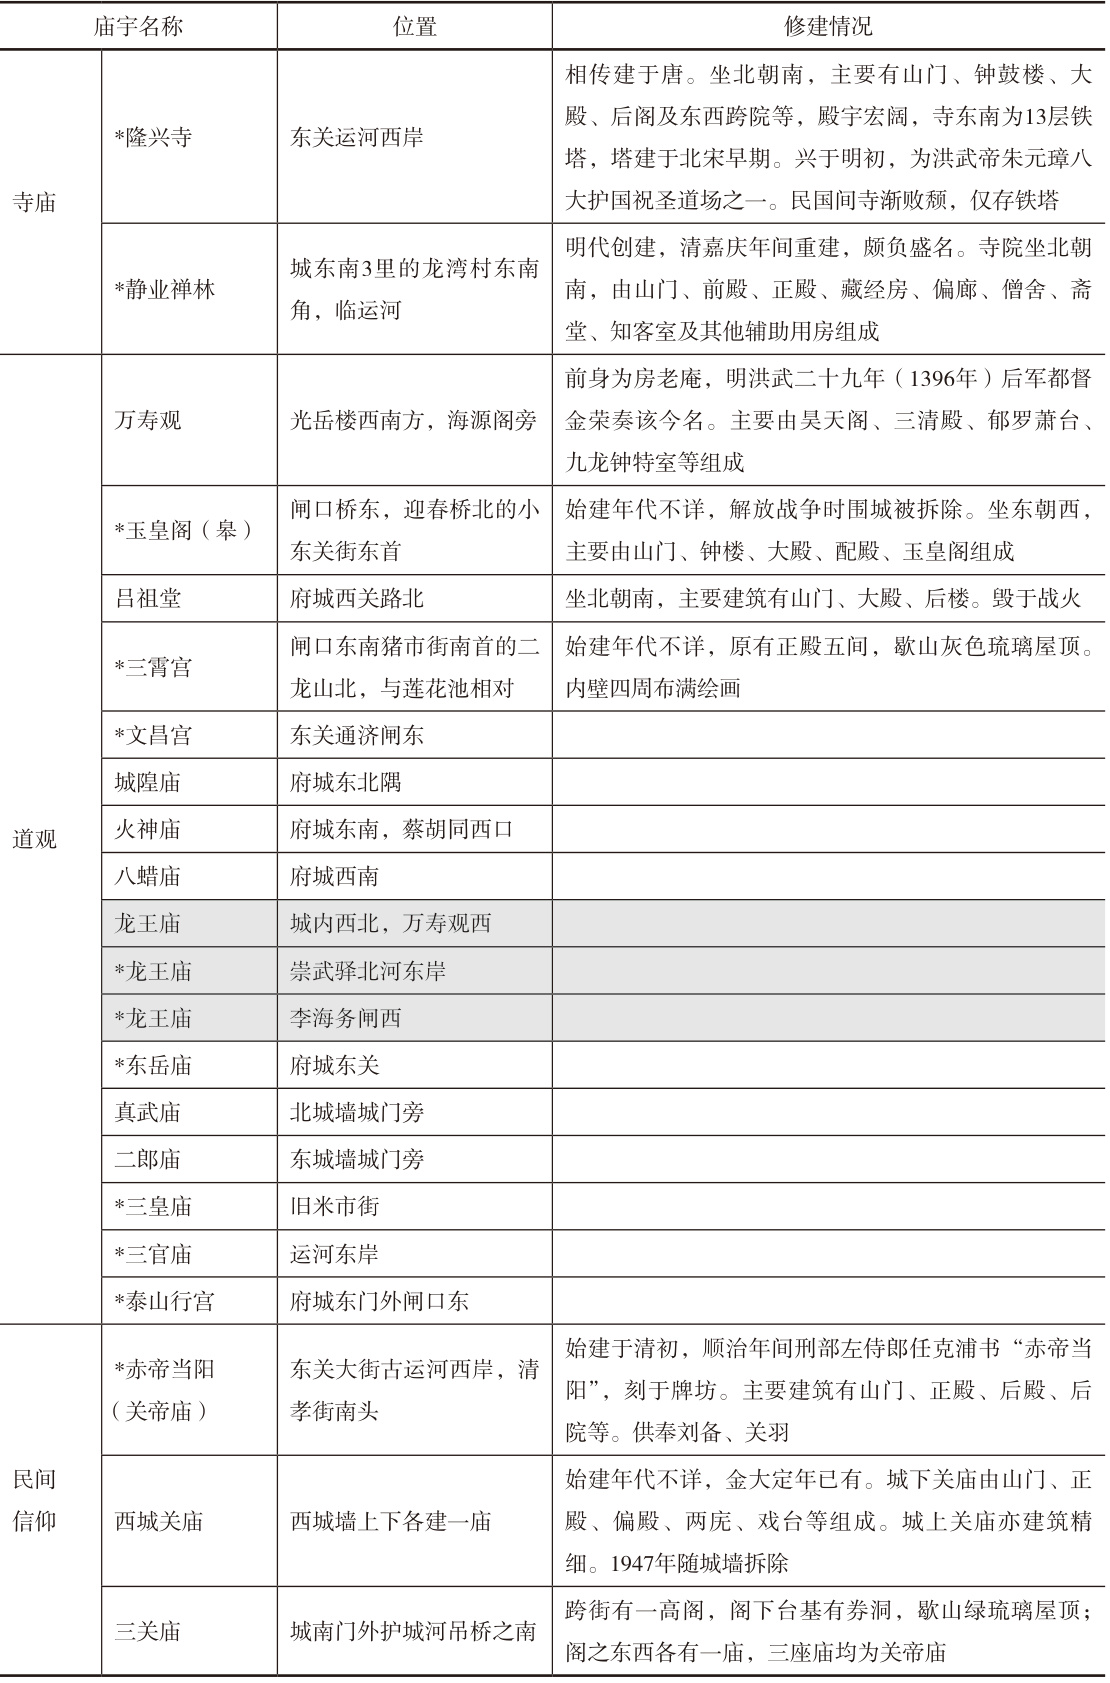 庙宇名称 位置 修建情况
寺庙
*隆兴寺
东关运河西岸
相传建于唐。坐北朝南，主要有山门、钟鼓楼、大
殿、后阁及东西跨院等，殿宇宏阔，寺东南为13层铁
塔，塔建于北宋早期。兴于明初，为洪武帝朱元璋八
大护国祝圣道场之一。民国间寺渐败颓，仅存铁塔
*静业禅林
城东南3里的龙湾村东南
角，临运河
明代创建，清嘉庆年间重建，颇负盛名。寺院坐北朝
南，由山门、前殿、正殿、藏经房、偏廊、僧舍、斋
堂、知客室及其他辅助用房组成
道观
万寿观
光岳楼西南方，海源阁旁
前身为房老庵，明洪武二十九年（1396年）后军都督
金荣奏该今名。主要由昊天阁、三清殿、郁罗萧台、
九龙钟特室等组成
*玉皇阁（皋）
闸口桥东，迎春桥北的小
东关街东首
始建年代不详，解放战争时围城被拆除。坐东朝西，
主要由山门、钟楼、大殿、配殿、玉皇阁组成
吕祖堂 府城西关路北 坐北朝南，主要建筑有山门、大殿、后楼。毁于战火
*三霄宫
闸口东南猪市街南首的二
龙山北，与莲花池相对
始建年代不详，原有正殿五间，歇山灰色琉璃屋顶。
内壁四周布满绘画
*文昌宫 东关通济闸东
城隍庙 府城东北隅
火神庙 府城东南，蔡胡同西口
八蜡庙 府城西南
龙王庙 城内西北，万寿观西
*龙王庙 崇武驿北河东岸
*龙王庙 李海务闸西
*东岳庙 府城东关
真武庙 北城墙城门旁
二郎庙 东城墙城门旁
*三皇庙 旧米市街
*三官庙 运河东岸
*泰山行宫 府城东门外闸口东
民间
信仰
*赤帝当阳
（关帝庙）
东关大街古运河西岸，清
孝街南头
始建于清初，顺治年间刑部左侍郎任克浦书“赤帝当
阳”，刻于牌坊。主要建筑有山门、正殿、后殿、后
院等。供奉刘备、关羽
西城关庙
西城墙上下各建一庙
始建年代不详，金大定年已有。城下关庙由山门、正
殿、偏殿、两庑、戏台等组成。城上关庙亦建筑精
细。1947年随城墙拆除
三关庙
城南门外护城河吊桥之南
跨街有一高阁，阁下台基有券洞，歇山绿琉璃屋顶；
阁之东西各有一庙，三座庙均为关帝庙